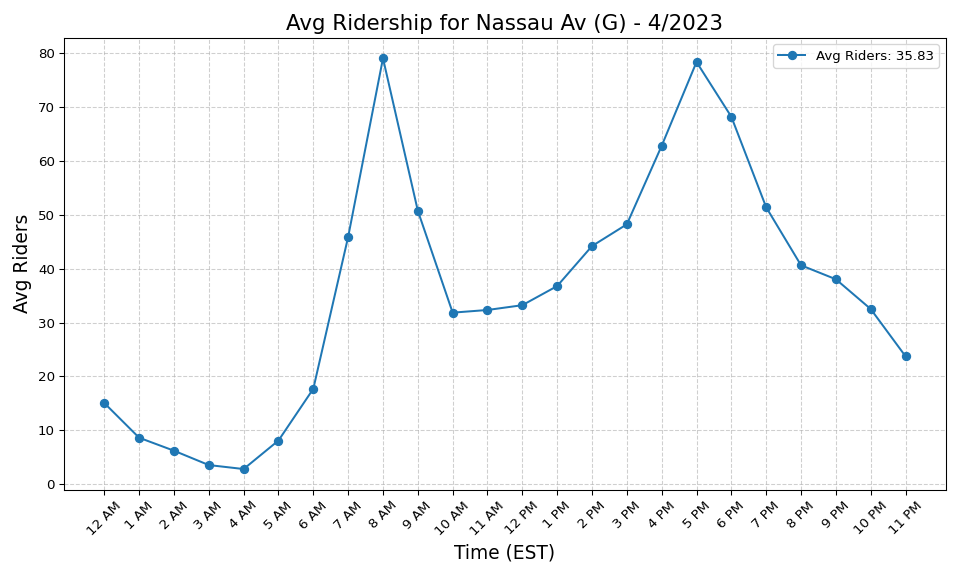 Avg Ridership for Nassau Av (G) - 4/2023
Avg Riders: 35.83
Avg Riders
80
70
60
50
40
30
20
10
0
12 AM
1 AM
2 AM
3 AM
4 AM
5 AM
6 AM
7 AM
8 AM
9 AM
10 AM
11 AM
12 PM
1 PM
2 PM
3 PM
4 PM
5 PM
6 PM
7 PM
8 PM
9 PM
10 PM
11 PM
Time (EST)